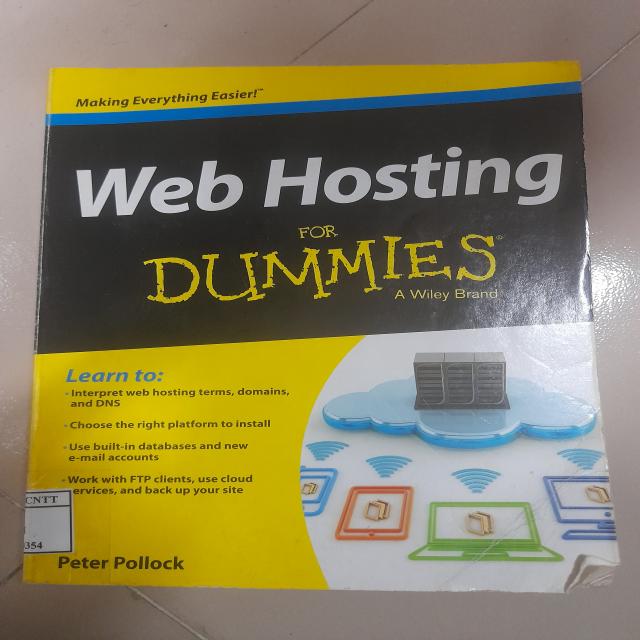 Making Everything Easier!™
Web Hosting
FOR
DUMMIES®
A Wiley Brand
Learn to:
• Interpret web hosting terms, domains,
and DNS
• Choose the right platform to install
• Use built-in databases and new
e-mail accounts
• Work with FTP clients, use cloud
services, and back up your site
CNTT
354
Peter Pollock